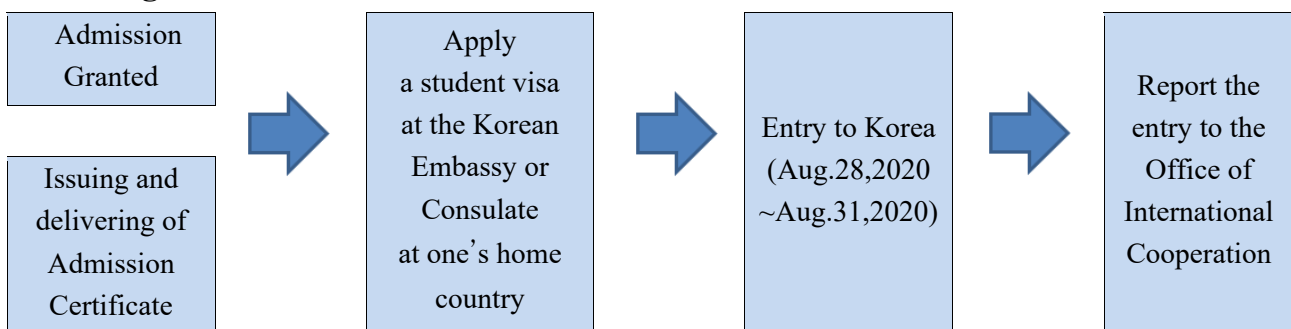 Admission
Granted
Issuing and
delivering of
Admission
Certificate
Apply
a student visa
at the Korean
Embassy or
Consulate
at one’s home
country
Entry to Korea
(Aug.28,2020
~Aug.31,2020)
Report the
entry to the
Office of
International
Cooperation